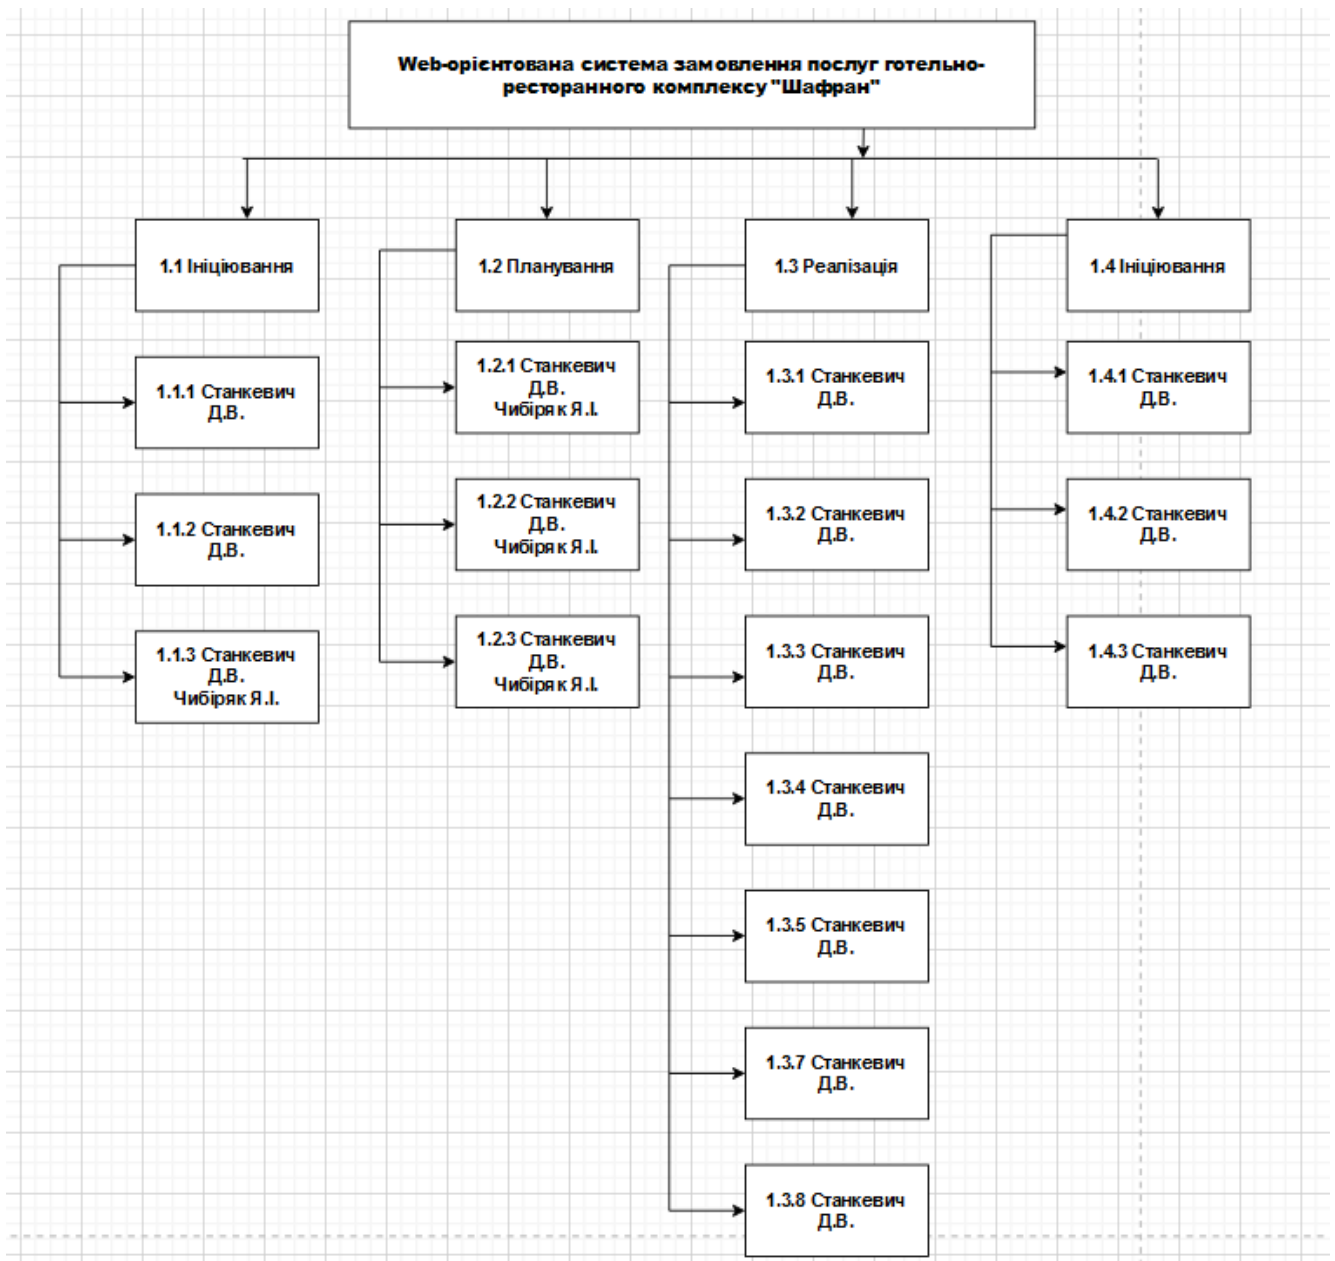 Web-орієнтована система замовлення послуг готельно-
ресторанного комплексу "Шафран"
1.1 Ініціювання
1.1.1 Станкевич
Д.В.
1.1.2 Станкевич
Д.В.
1.1.3 Станкевич
Д.В.
Чибіряк Я.І.
1.2 Планування
1.2.1 Станкевич
Д.В.
Чибіряк Я.І.
1.2.2 Станкевич
Д.В.
Чибіряк Я.І.
1.2.3 Станкевич
Д.В.
Чибіряк Я.І.
1.3 Реалізація
1.3.1 Станкевич
Д.В.
1.3.2 Станкевич
Д.В.
1.3.3 Станкевич
Д.В.
1.3.4 Станкевич
Д.В.
1.3.5 Станкевич
Д.В.
1.3.7 Станкевич
Д.В.
1.3.8 Станкевич
Д.В.
1.4 Ініціювання
1.4.1 Станкевич
Д.В.
1.4.2 Станкевич
Д.В.
1.4.3 Станкевич
Д.В.